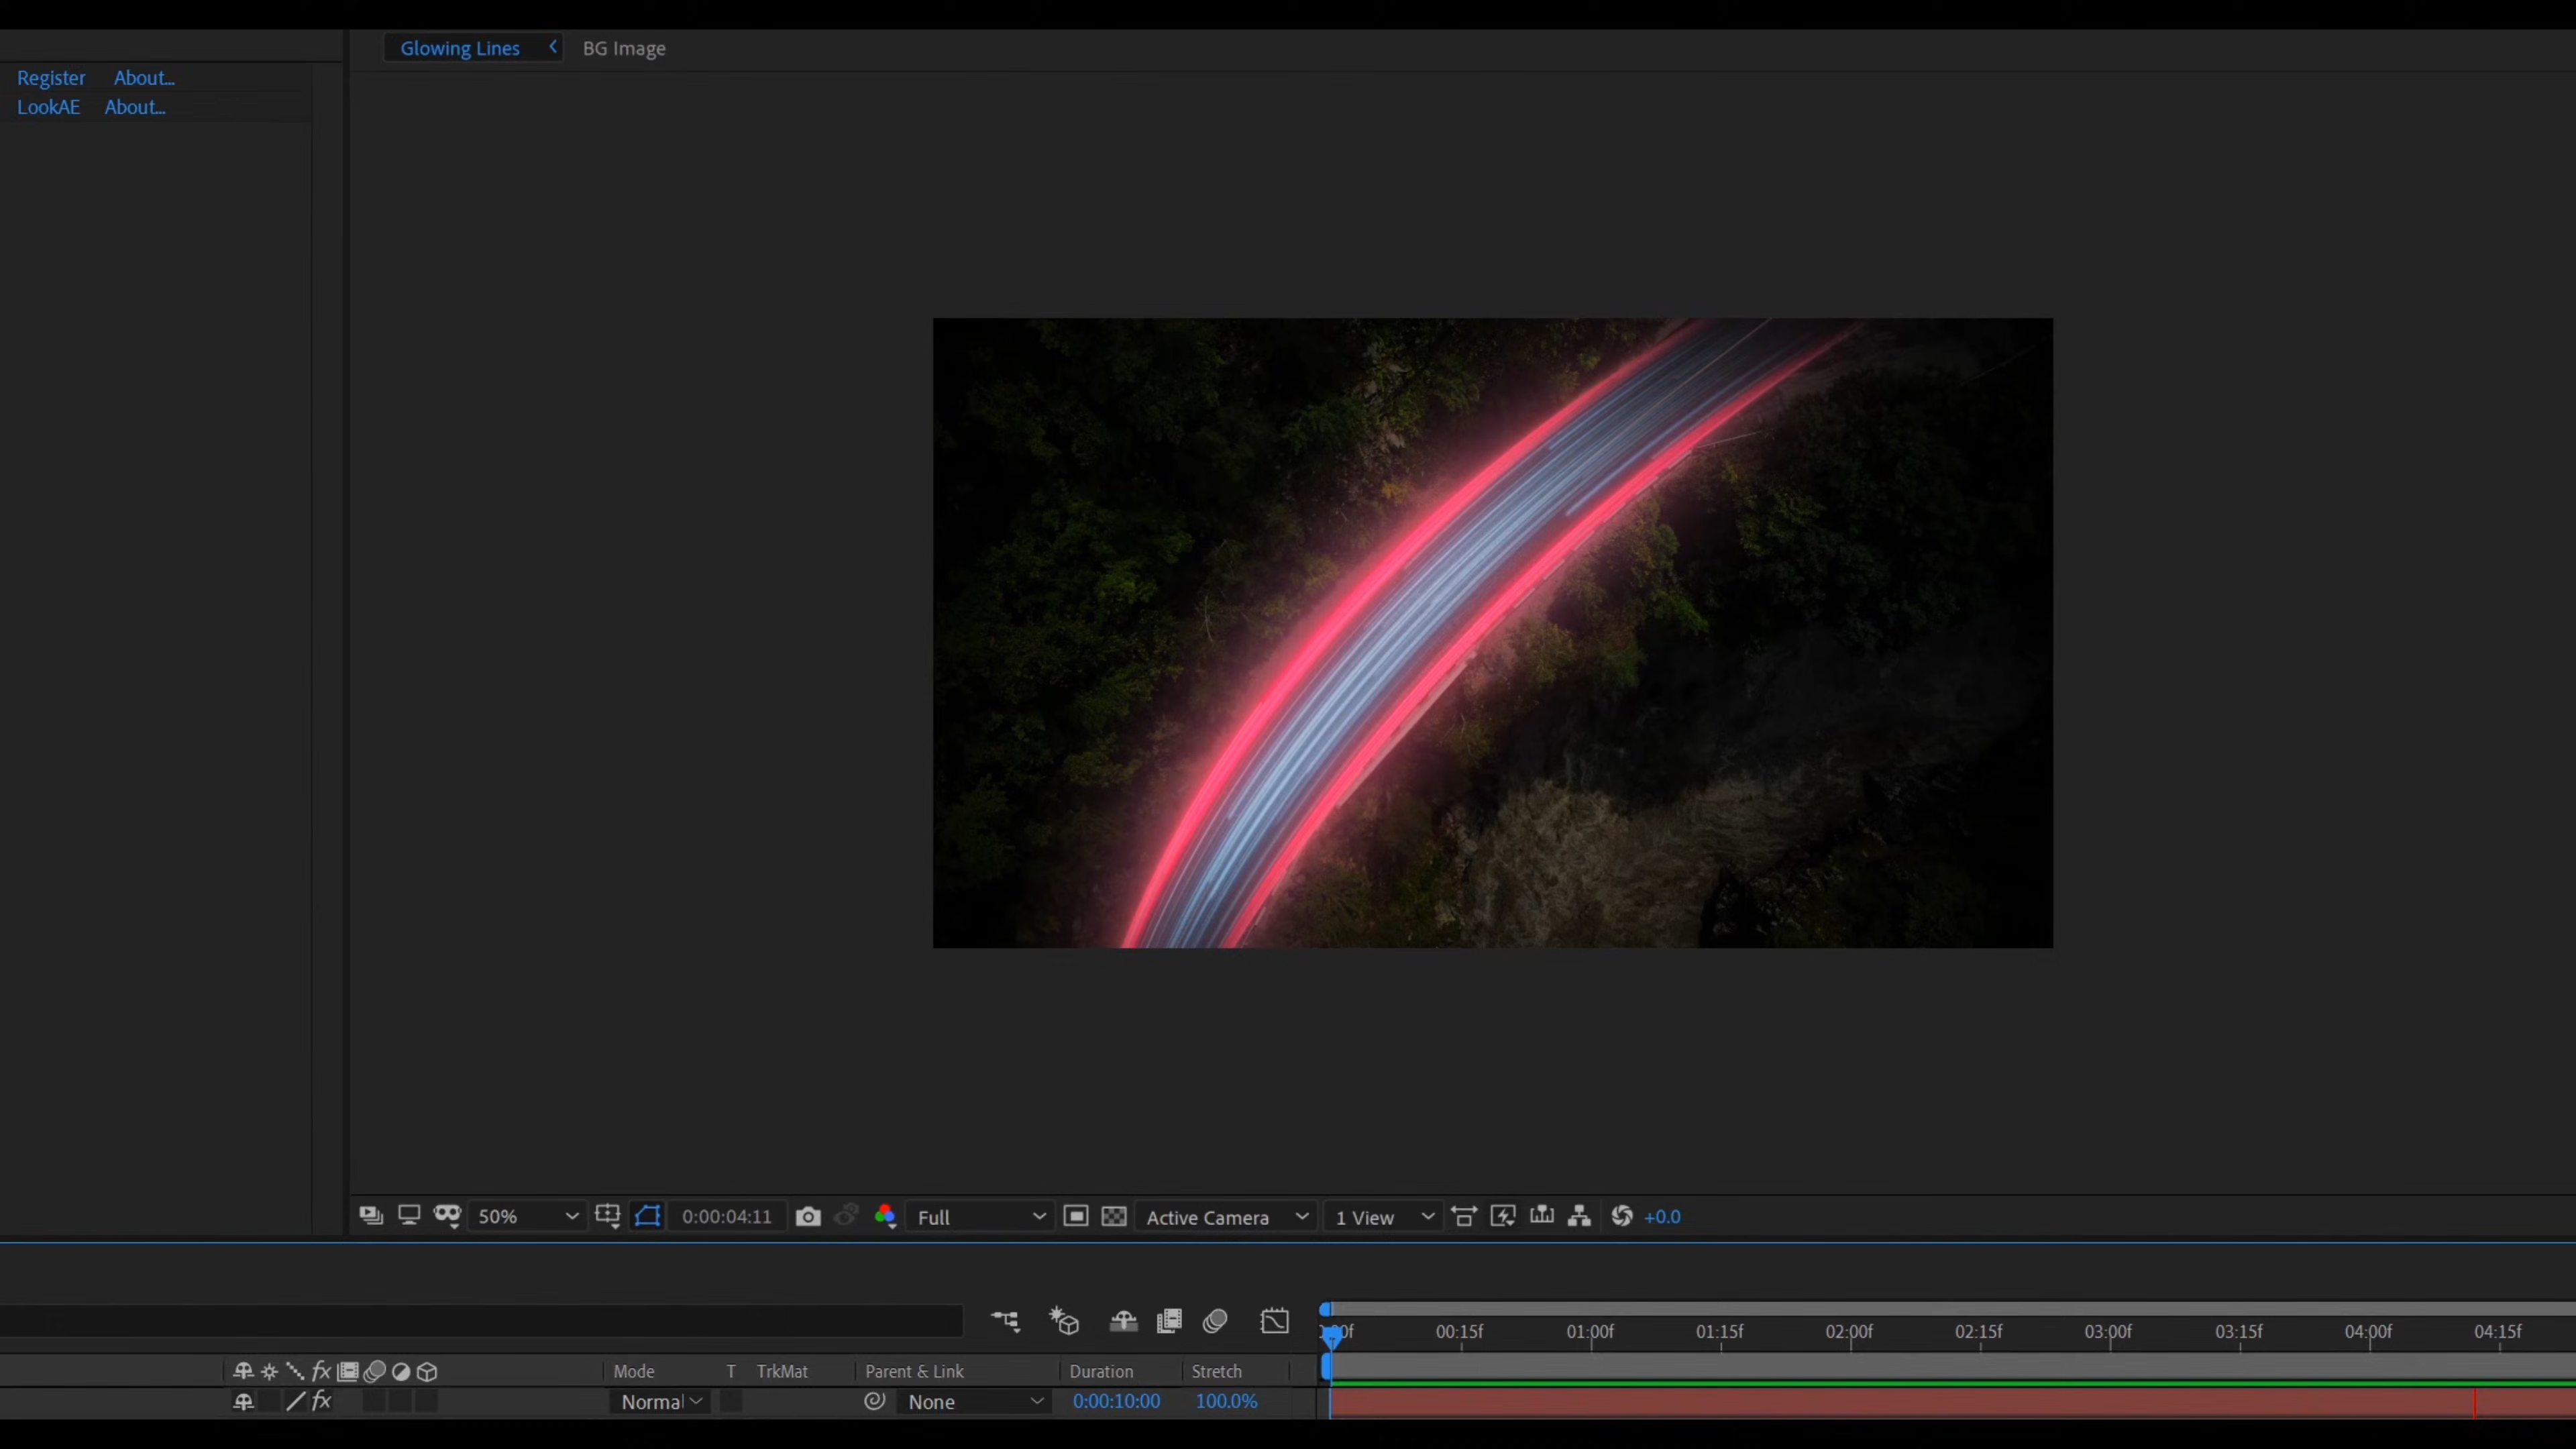 Glowing Lines BG Image
Register About...
LookAE About...
50% 0:00:04:11 Full Active Camera 1 View +0.0
00:15f 01:00f 01:15f 02:00f 02:15f 03:00f 03:15f 04:00f 04:15f
fx Mode T TrkMat Parent & Link Duration Stretch
fx Normal None 0:00:10:00 100.0%